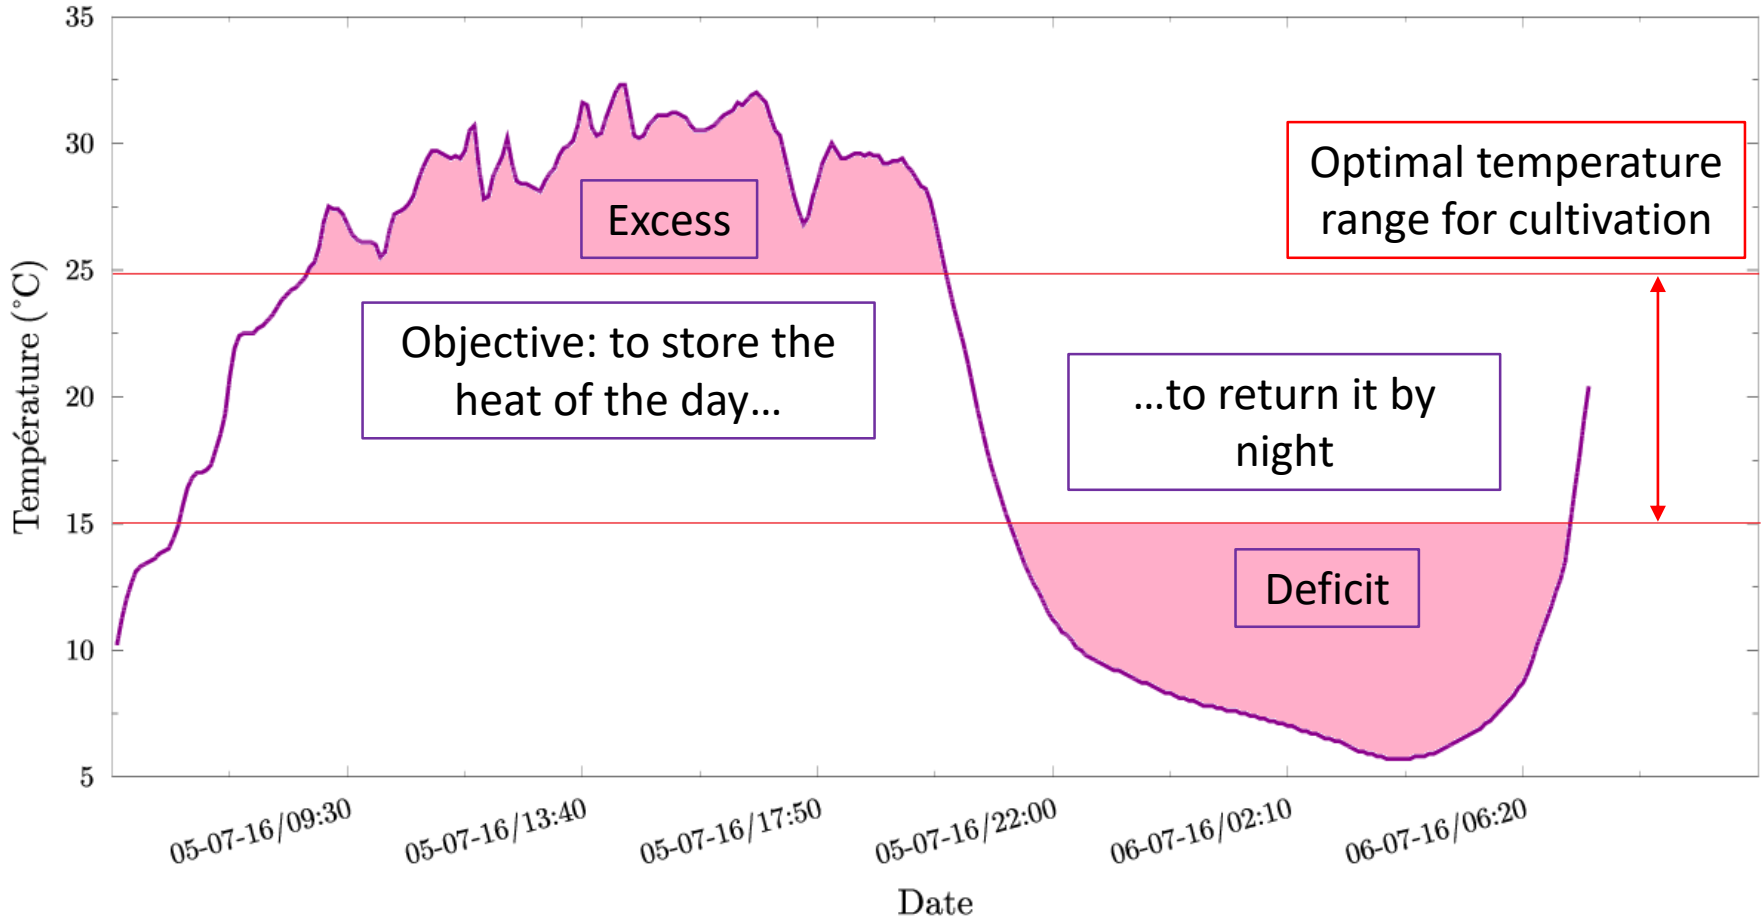 35
30
25
20
15
10
5
Température (°C)
Excess
Optimal temperature
range for cultivation
Objective: to store the
heat of the day...
...to return it by
night
Deficit
05-07-16/09:30
05-07-16/13:40
05-07-16/17:50
05-07-16/22:00
06-07-16/02:10
06-07-16/06:20
Date